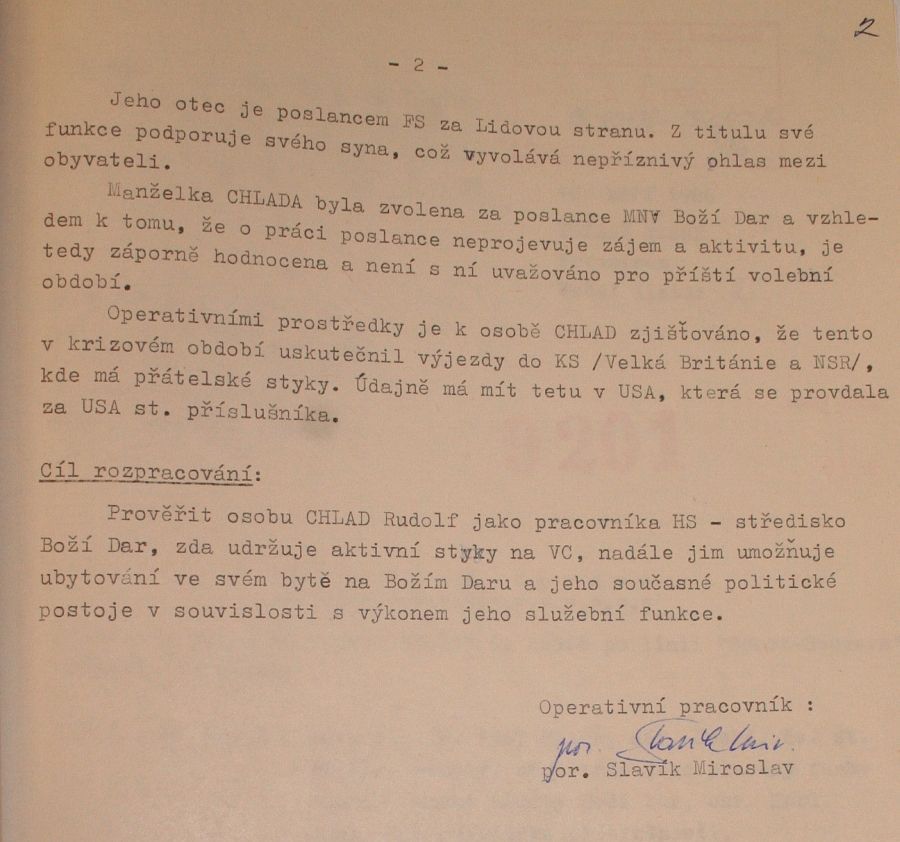 2
- 2 -
Jeho otec je poslancem FS za Lidovou stranu. Z titulu své
funkce podporuje svého syna, což vyvolává nepříznivý ohlas mezi
obyvateli.
Manželka CHLADA byla zvolena za poslance MNV Boží Dar a vzhle-
dem k tomu, že o práci poslance neprojevuje zájem a aktivitu, je
tedy záporně hodnocena a není s ní uvažováno pro příští volební
období.
Operativními prostředky je k osobě CHLAD zjišťováno, že tento
v krizovém období uskutečnil výjezdy do KS /Velká Británie a NSR/,
kde má přátelské styky. Údajně má mít tetu v USA, která se provdala
za USA st. příslušníka.
Cíl rozpracování:
Prověřit osobu CHLAD Rudolf jako pracovníka HS - středisko
Boží Dar, zda udržuje aktivní styky na VC, nadále jim umožňuje
ubytování ve svém bytě na Božím Daru a jeho současné politické
postoje v souvislosti s výkonem jeho služební funkce.
Operativní pracovník :
por. Slavík Mir.
por. Slavík Miroslav